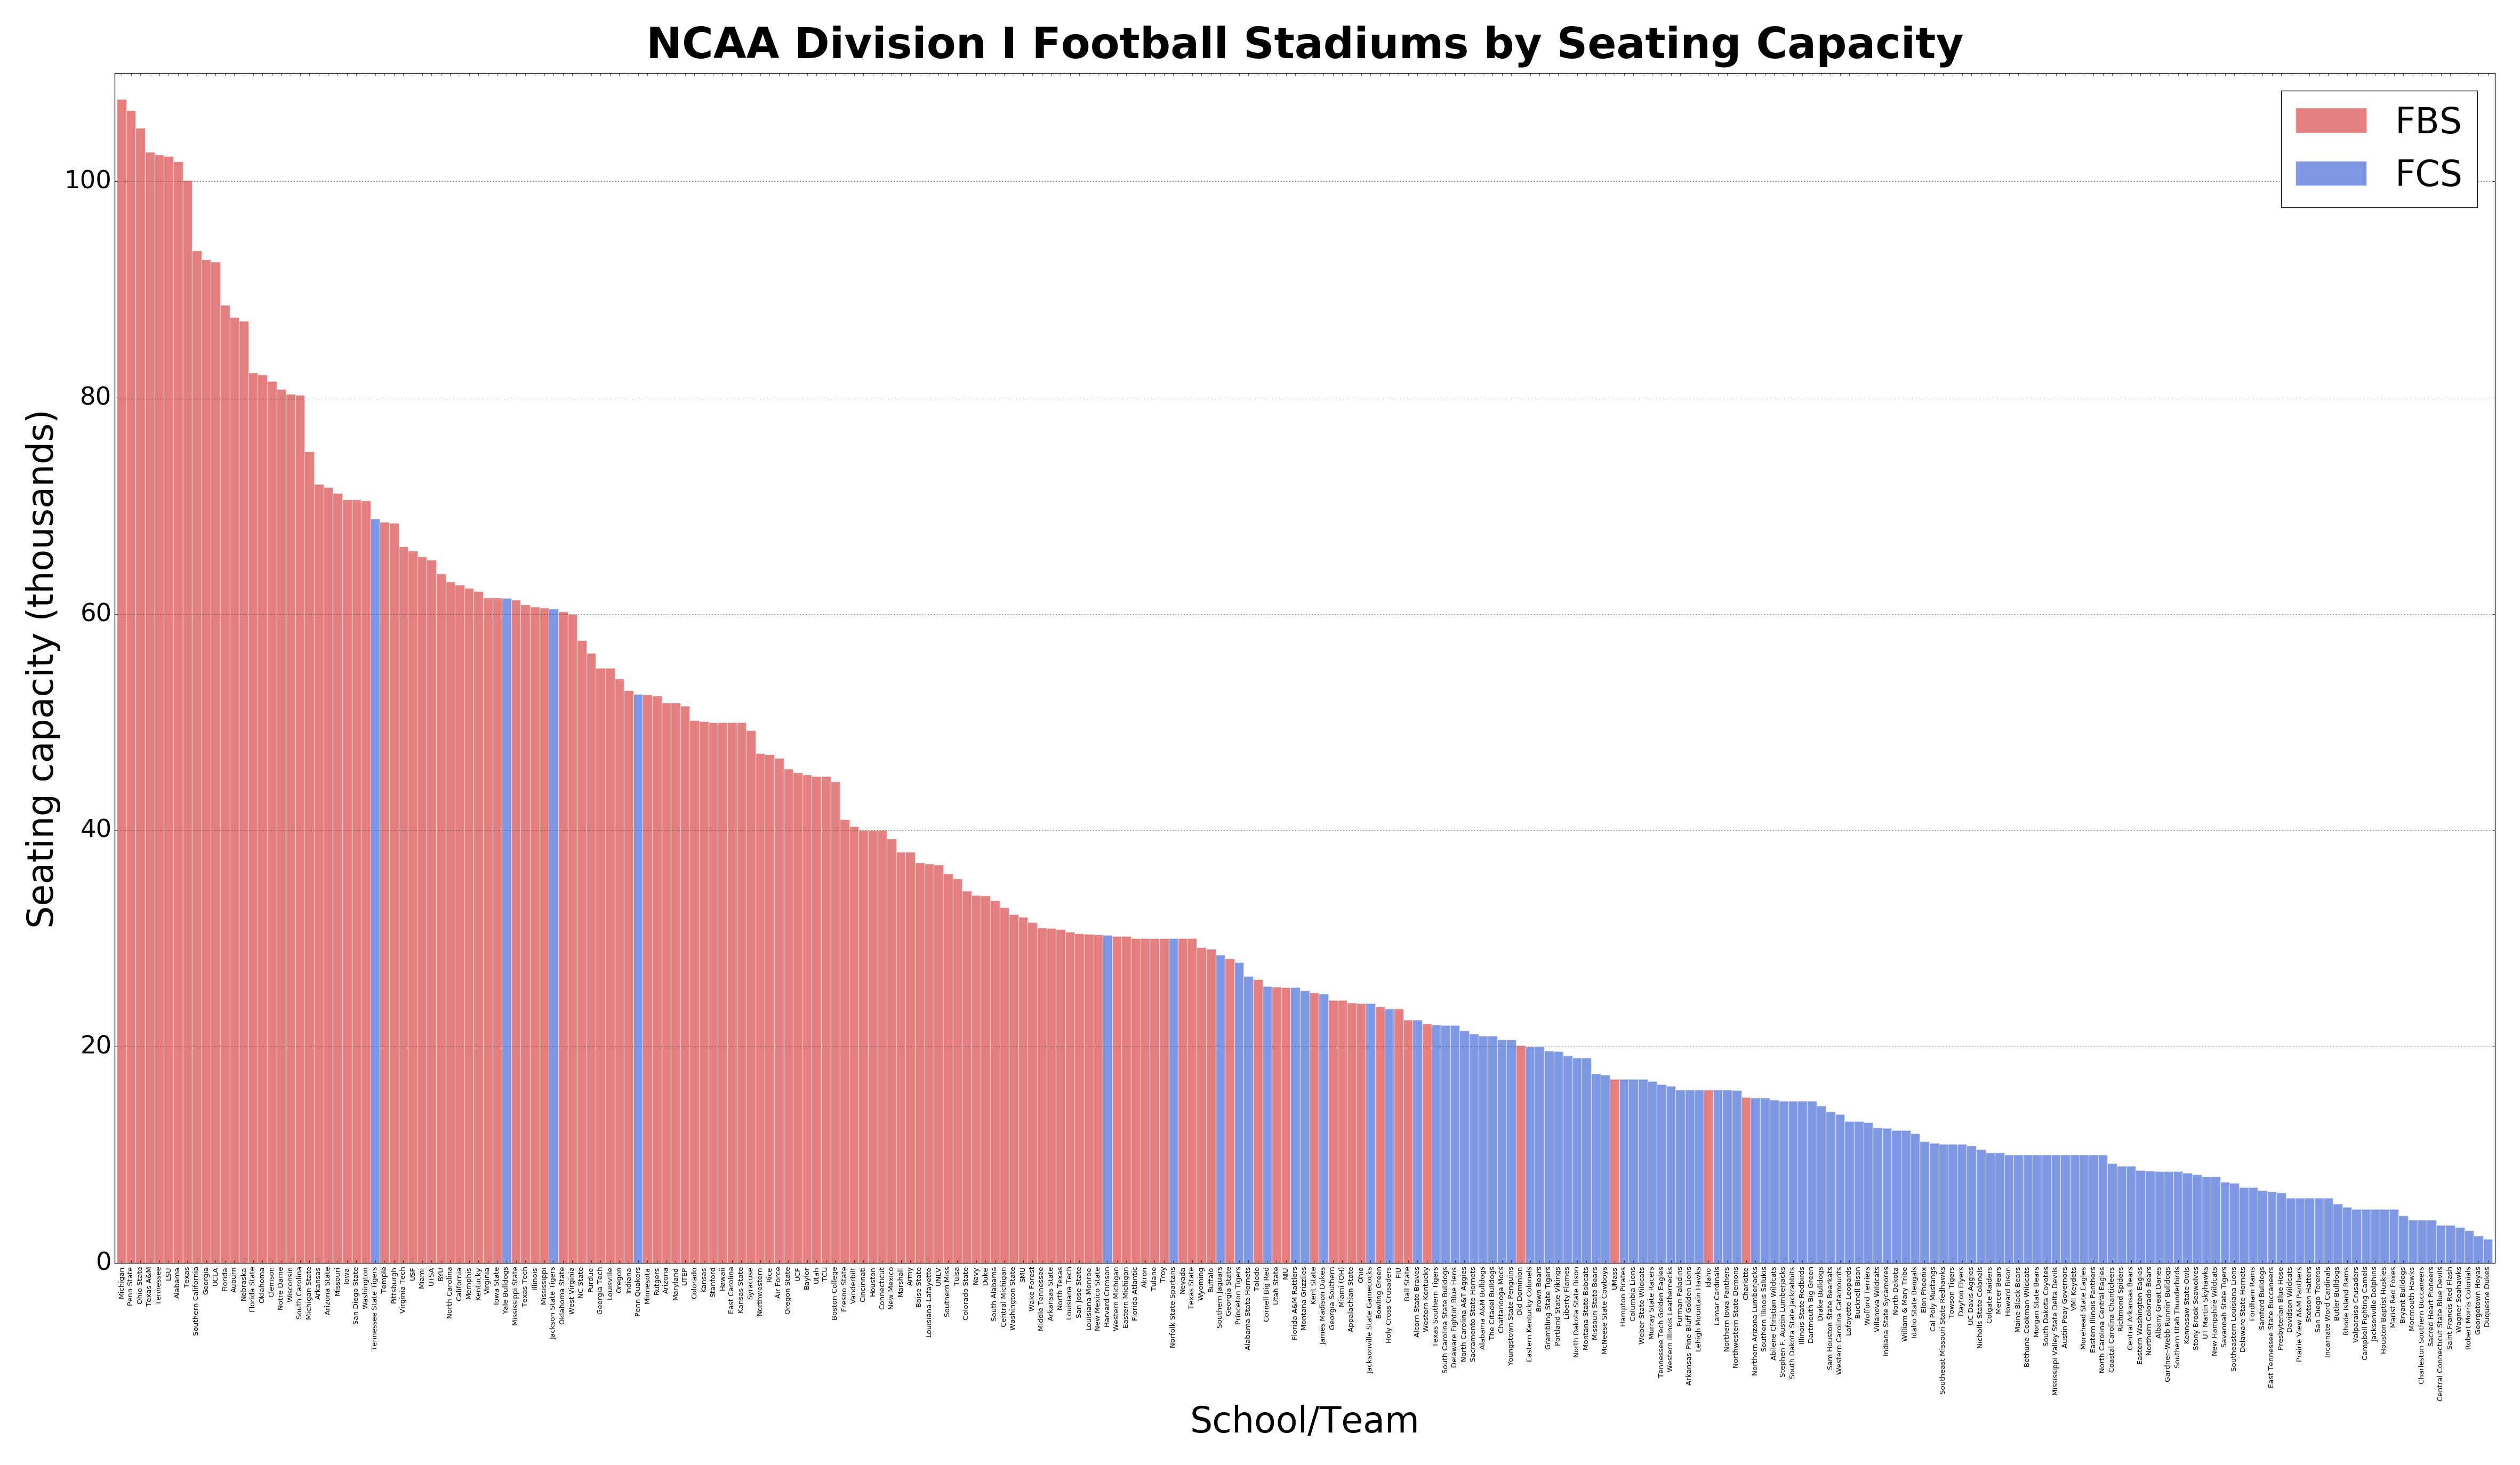 NCAA Division I Football Stadiums by Seating Capacity
FBS
FCS
Seating capacity (thousands)
100
80
60
40
20
0
Michigan
Penn State
Ohio State
Texas A&M
Tennessee
LSU
Alabama
Texas
Southern California
Georgia
UCLA
Florida
Auburn
Nebraska
Florida State
Oklahoma
Clemson
Notre Dame
Wisconsin
South Carolina
Michigan State
Arkansas
Arizona State
Missouri
Iowa
San Diego State
Washington
Tennessee State Tigers
Temple
Pittsburgh
Virginia Tech
USF
Miami
UTSA
BYU
North Carolina
California
Memphis
Kentucky
Virginia
Iowa State
Yale Bulldogs
Mississippi State
Texas Tech
Illinois
Mississippi
Jackson State Tigers
Oklahoma State
West Virginia
NC State
Purdue
Georgia Tech
Louisville
Oregon
Indiana
Penn Quakers
Minnesota
Rutgers
Arizona
Maryland
UTEP
Colorado
Kansas
Stanford
Hawaii
East Carolina
Kansas State
Syracuse
Northwestern
Rice
Air Force
Oregon State
UCF
Baylor
Utah
TCU
Boston College
Fresno State
Vanderbilt
Cincinnati
Houston
Connecticut
New Mexico
Marshall
Army
Boise State
Louisiana-Lafayette
UNLV
Southern Miss
Tulsa
Colorado State
Navy
Duke
South Alabama
Central Michigan
Washington State
SMU
Wake Forest
Middle Tennessee
Arkansas State
North Texas
Louisiana Tech
San Jose State
Louisiana-Monroe
New Mexico State
Harvard Crimson
Western Michigan
Eastern Michigan
Florida Atlantic
Akron
Tulane
Troy
Norfolk State Spartans
Nevada
Texas State
Wyoming
Buffalo
Southern Jaguars
Georgia State
Princeton Tigers
Alabama State Hornets
Toledo
Cornell Big Red
Utah State
NIU
Florida A&M Rattlers
Montana Grizzlies
Kent State
James Madison Dukes
Georgia Southern
Miami (OH)
Appalachian State
Ohio
Jacksonville State Gamecocks
Bowling Green
Holy Cross Crusaders
FIU
Ball State
Alcorn State Braves
Western Kentucky
Texas Southern Tigers
South Carolina State Bulldogs
Delaware Fightin' Blue Hens
North Carolina A&T Aggies
Sacramento State Hornets
Alabama A&M Bulldogs
The Citadel Bulldogs
Chattanooga Mocs
Youngstown State Penguins
Old Dominion
Eastern Kentucky Colonels
Brown Bears
Grambling State Tigers
Portland State Vikings
Liberty Flames
North Dakota State Bison
Montana State Bobcats
Missouri State Bears
McNeese State Cowboys
UMass
Hampton Pirates
Columbia Lions
Weber State Wildcats
Murray State Racers
Tennessee Tech Golden Eagles
Western Illinois Leathernecks
Furman Paladins
Arkansas–Pine Bluff Golden Lions
Lehigh Mountain Hawks
Idaho
Lamar Cardinals
Northern Iowa Panthers
Northwestern State Demons
Charlotte
Northern Arizona Lumberjacks
Southern Illinois Salukis
Abilene Christian Wildcats
Stephen F. Austin Lumberjacks
South Dakota State Jackrabbits
Illinois State Redbirds
Dartmouth Big Green
Drake Bulldogs
Sam Houston State Bearkats
Western Carolina Catamounts
Lafayette Leopards
Bucknell Bison
Wofford Terriers
Villanova Wildcats
Indiana State Sycamores
North Dakota
William & Mary Tribe
Idaho State Bengals
Elon Phoenix
Cal Poly Mustangs
Southeast Missouri State Redhawks
Towson Tigers
Dayton Flyers
UC Davis Aggies
Nicholls State Colonels
Colgate Raiders
Mercer Bears
Howard Bison
Maine Black Bears
Bethune–Cookman Wildcats
Morgan State Bears
South Dakota Coyotes
Mississippi Valley State Delta Devils
Austin Peay Governors
VMI Keydets
Morehead State Eagles
Eastern Illinois Panthers
North Carolina Central Eagles
Coastal Carolina Chanticleers
Richmond Spiders
Central Arkansas Bears
Eastern Washington Eagles
Northern Colorado Bears
Albany Great Danes
Gardner–Webb Runnin' Bulldogs
Southern Utah Thunderbirds
Kennesaw State Owls
Stony Brook Seawolves
UT Martin Skyhawks
New Hampshire Wildcats
Savannah State Tigers
Southeastern Louisiana Lions
Delaware State Hornets
Fordham Rams
Samford Bulldogs
East Tennessee State Buccaneers
Presbyterian Blue Hose
Davidson Wildcats
Prairie View A&M Panthers
Stetson Hatters
San Diego Toreros
Incarnate Word Cardinals
Butler Bulldogs
Rhode Island Rams
Valparaiso Crusaders
Campbell Fighting Camels
Jacksonville Dolphins
Houston Baptist Huskies
Marist Red Foxes
Bryant Bulldogs
Monmouth Hawks
Charleston Southern Buccaneers
Sacred Heart Pioneers
Central Connecticut State Blue Devils
Saint Francis Red Flash
Wagner Seahawks
Robert Morris Colonials
Georgetown Hoyas
Duquesne Dukes
School/Team